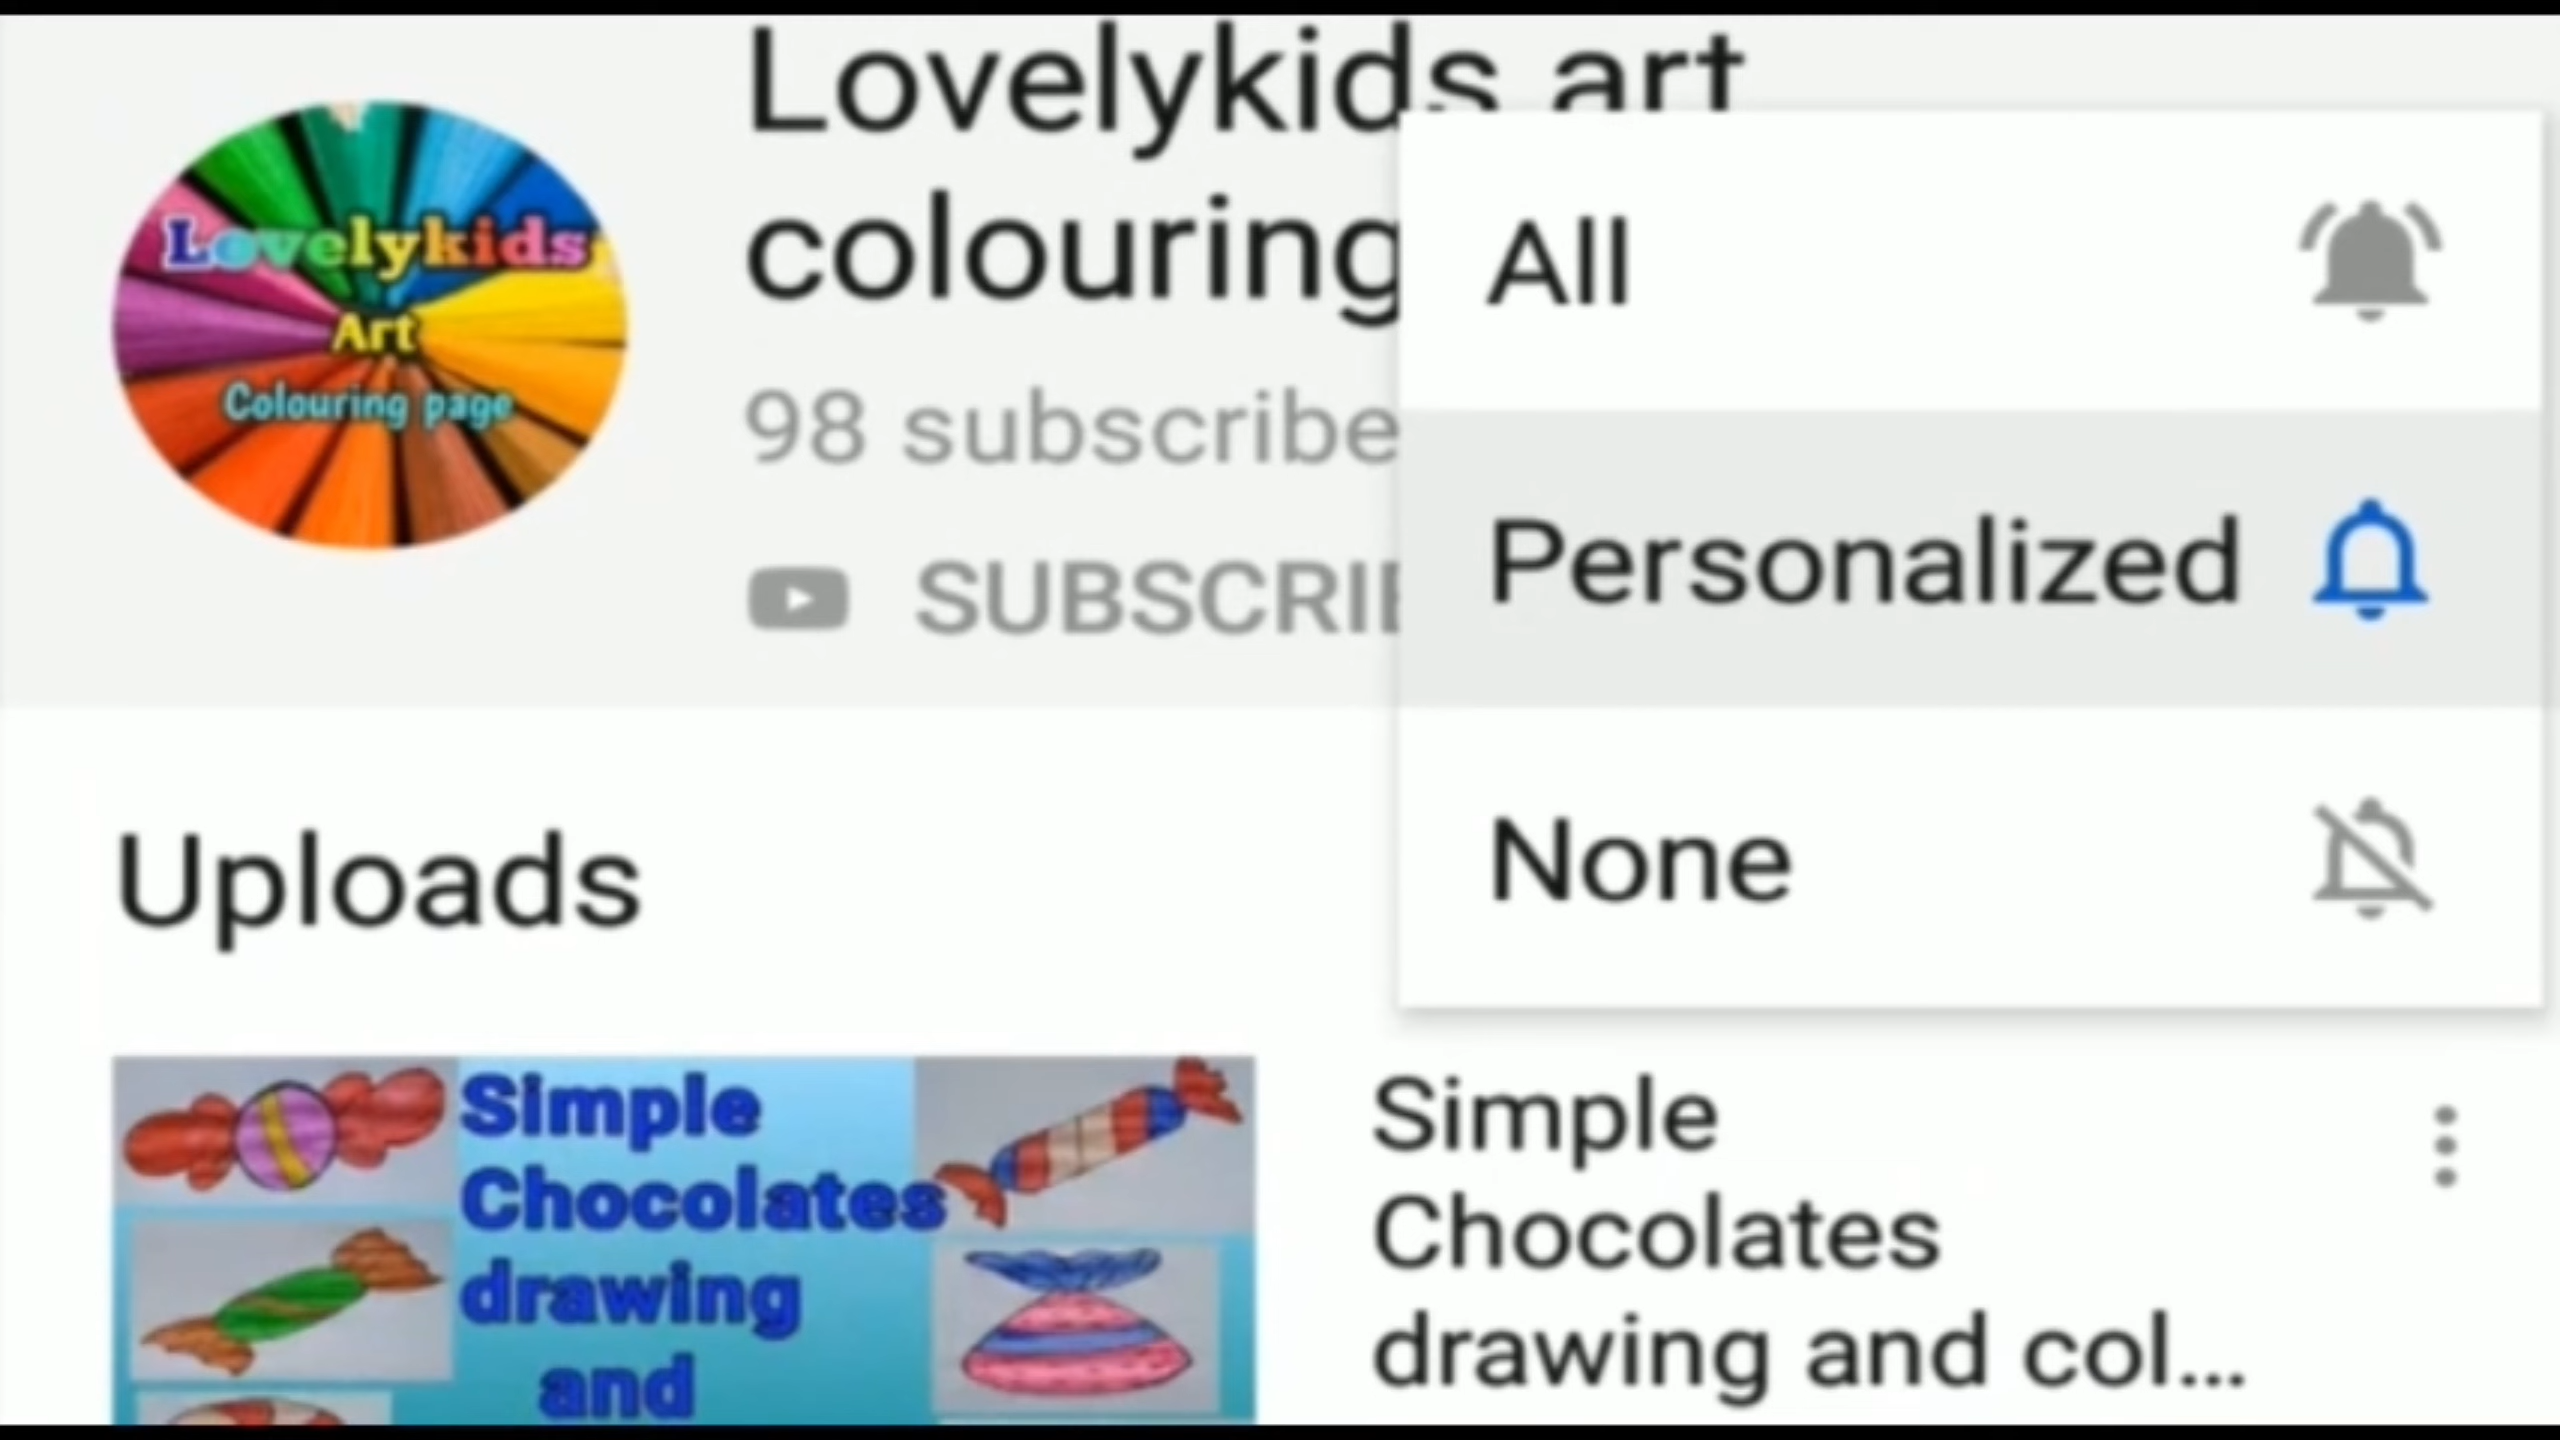 Lovelykids art
colouring
98 subscribe
SUBSCRIB
Lovelykids
Art
Colouring page
All
Personalized
None
Uploads
Simple
Chocolates
drawing
and
Simple
Chocolates
drawing and col...